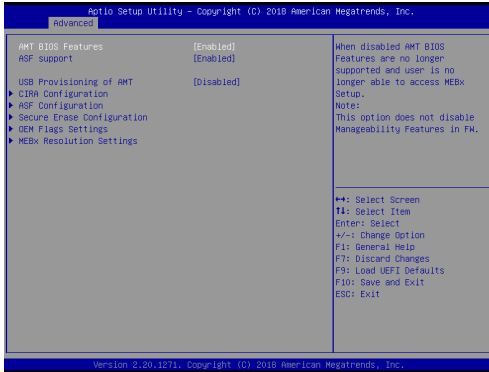 Aptio Setup Utility – Copyright (C) 2018 American Megatrends, Inc.
Advanced
AMT BIOS Features [Enabled]
ASF support [Enabled]
USB Provisioning of AMT [Disabled]
CIRA Configuration
ASF Configuration
Secure Erase Configuration
OEM Flags Settings
MEBx Resolution Settings
When disabled AMT BIOS
Features are no longer
supported and user is no
longer able to access MEBx
Setup.
Note:
This option does not disable
Manageability Features in FW.
↔: Select Screen
↑↓: Select Item
Enter: Select
+/-: Change Option
F1: General Help
F7: Discard Changes
F9: Load UEFI Defaults
F10: Save and Exit
ESC: Exit
Version 2.20.1271. Copyright (C) 2018 American Megatrends, Inc.